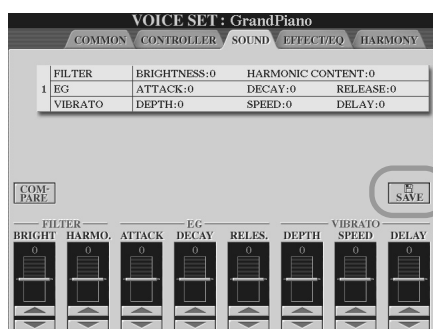 VOICE SET : GrandPiano
COMMON CONTROLLER SOUND EFFECT/EQ HARMONY
FILTER BRIGHTNESS:0 HARMONIC CONTENT:0
1 EG ATTACK:0 DECAY:0 RELEASE:0
VIBRATO DEPTH:0 SPEED:0 DELAY:0
COM-
PARE
SAVE
FILTER EG VIBRATO
BRIGHT HARMO. ATTACK DECAY RELES. DEPTH SPEED DELAY
0 0 0 0 0 0 0 0